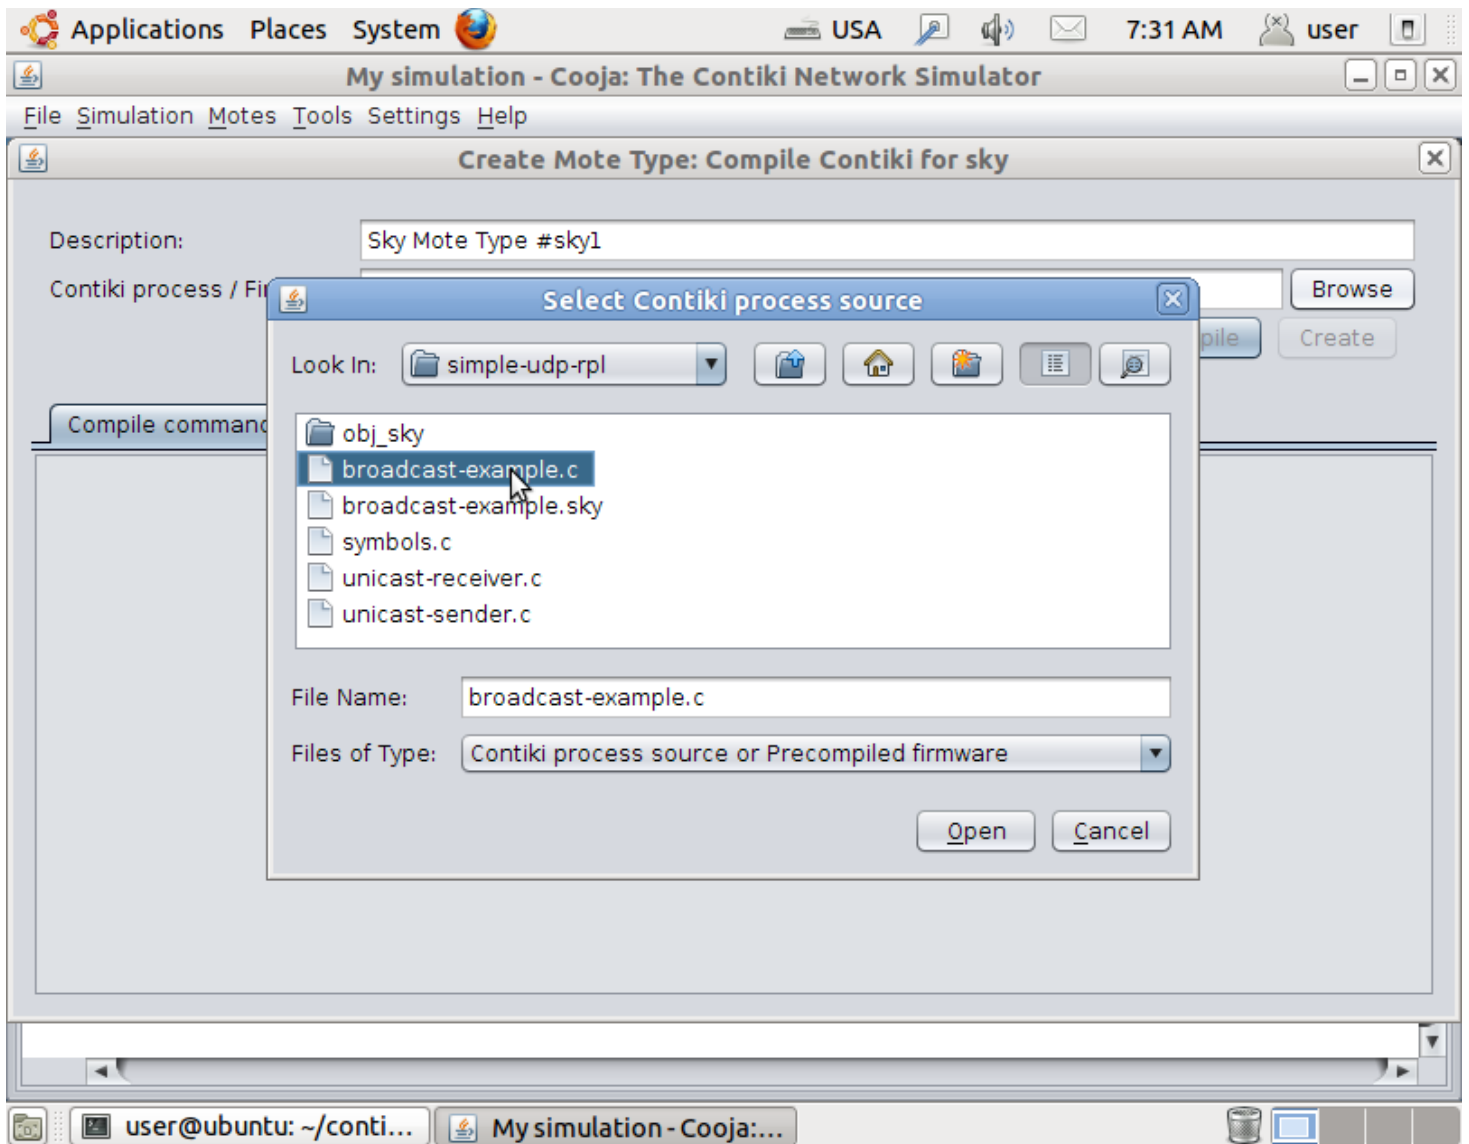 Applications Places System USA 7:31 AM user
My simulation - Cooja: The Contiki Network Simulator
File Simulation Motes Tools Settings Help
Create Mote Type: Compile Contiki for sky
Description: Sky Mote Type #sky1
Contiki process / Fi Browse
Select Contiki process source
pile Create
Look In: simple-udp-rpl
Compile command
obj_sky
broadcast-example.c
broadcast-example.sky
symbols.c
unicast-receiver.c
unicast-sender.c
File Name: broadcast-example.c
Files of Type: Contiki process source or Precompiled firmware
Open Cancel
user@ubuntu: ~/conti... My simulation - Cooja:...